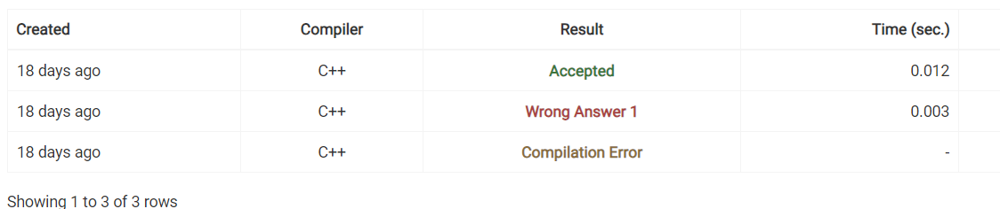 Created Compiler Result Time (sec.)
18 days ago C++ Accepted 0.012
18 days ago C++ Wrong Answer 1 0.003
18 days ago C++ Compilation Error -
Showing 1 to 3 of 3 rows